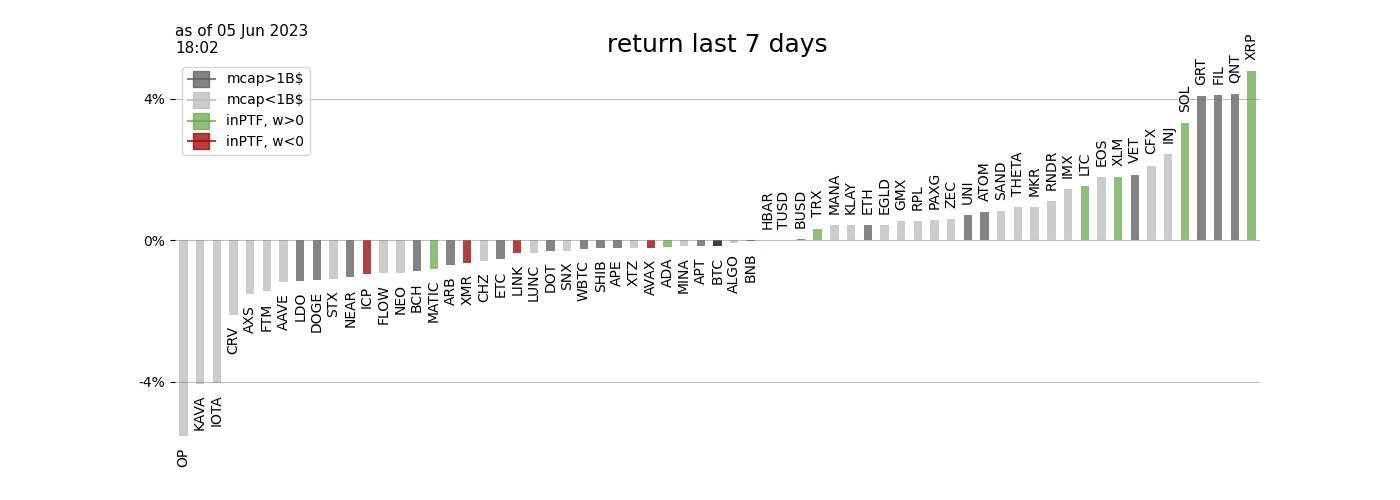 as of 05 Jun 2023
18:02
return last 7 days
mcap>1B$
mcap<1B$
inPTF, w>0
inPTF, w<0
4%
0%
-4%
OP
KAVA
IOTA
CRV
AXS
FTM
AAVE
LDO
DOGE
STX
NEAR
ICP
FLOW
NEO
BCH
MATIC
ARB
XMR
CHZ
ETC
LINK
LUNC
DOT
SNX
WBTC
SHIB
APE
XTZ
AVAX
ADA
MINA
APT
BTC
ALGO
BNB
HBAR
TUSD
BUSD
TRX
MANA
KLAY
ETH
EGLD
GMX
RPL
PAXG
ZEC
UNI
ATOM
SAND
THETA
MKR
RNDR
IMX
LTC
EOS
XLM
VET
CFX
INJ
SOL
GRT
FIL
QNT
XRP